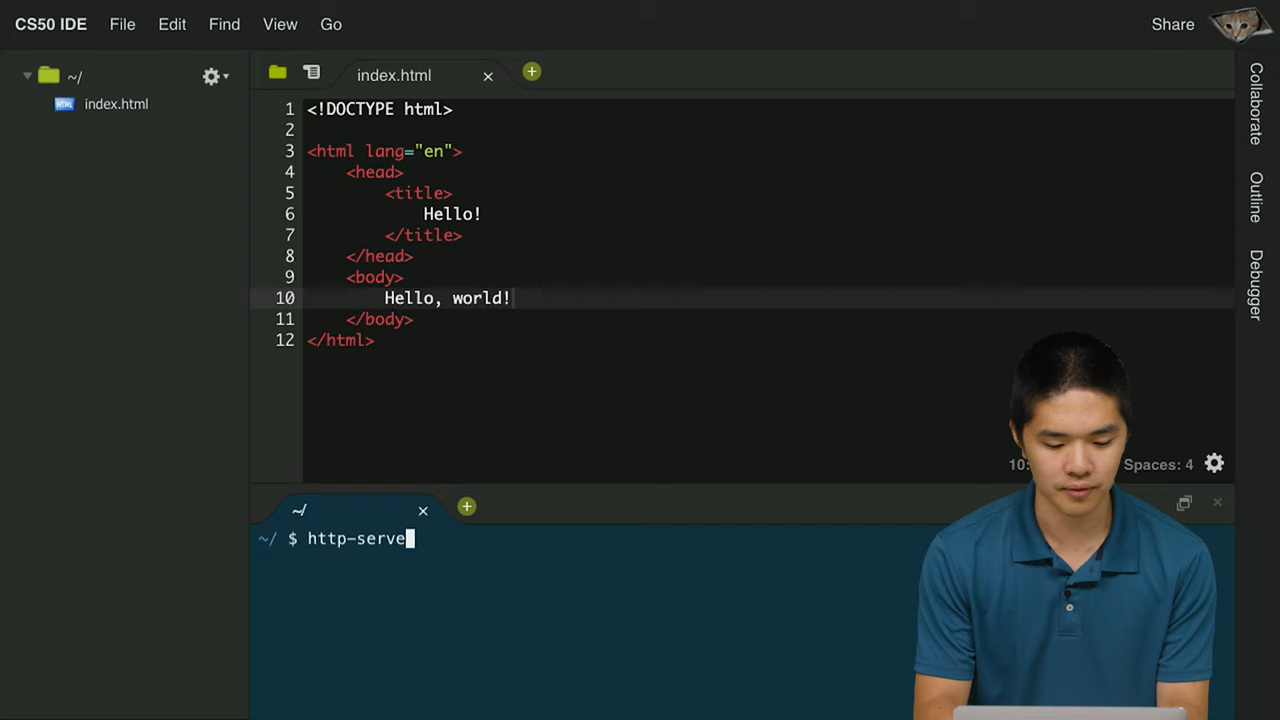 CS50 IDE File Edit Find View Go Share
~/
index.html
index.html
1 <!DOCTYPE html>
2
3 <html lang="en">
4 <head>
5 <title>
6 Hello!
7 </title>
8 </head>
9 <body>
10 Hello, world!
11 </body>
12 </html>
10: Spaces: 4
~/
~/ $ http-serve
Collaborate
Outline
Debugger